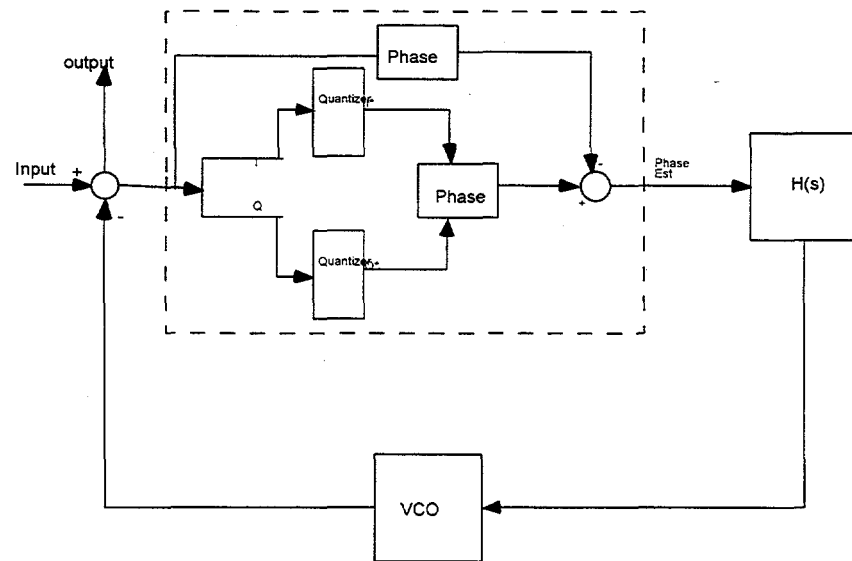 output
Phase
Quantizer
I
Input
+
-
Q
Phase
-
+
Phase
Est
H(s)
Quantizer
VCO